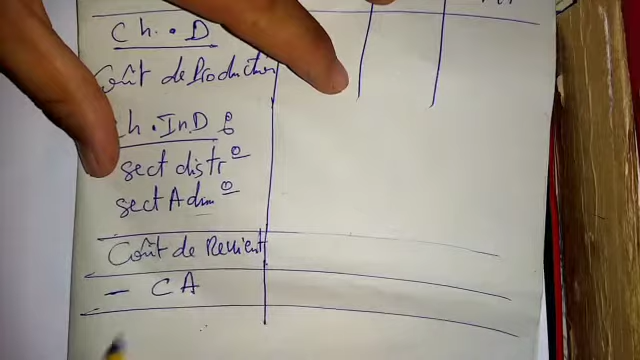 Ch. D
Coût de Production
Ch. InD
sect distr°
sect Adm°
Coût de Revient
- CA